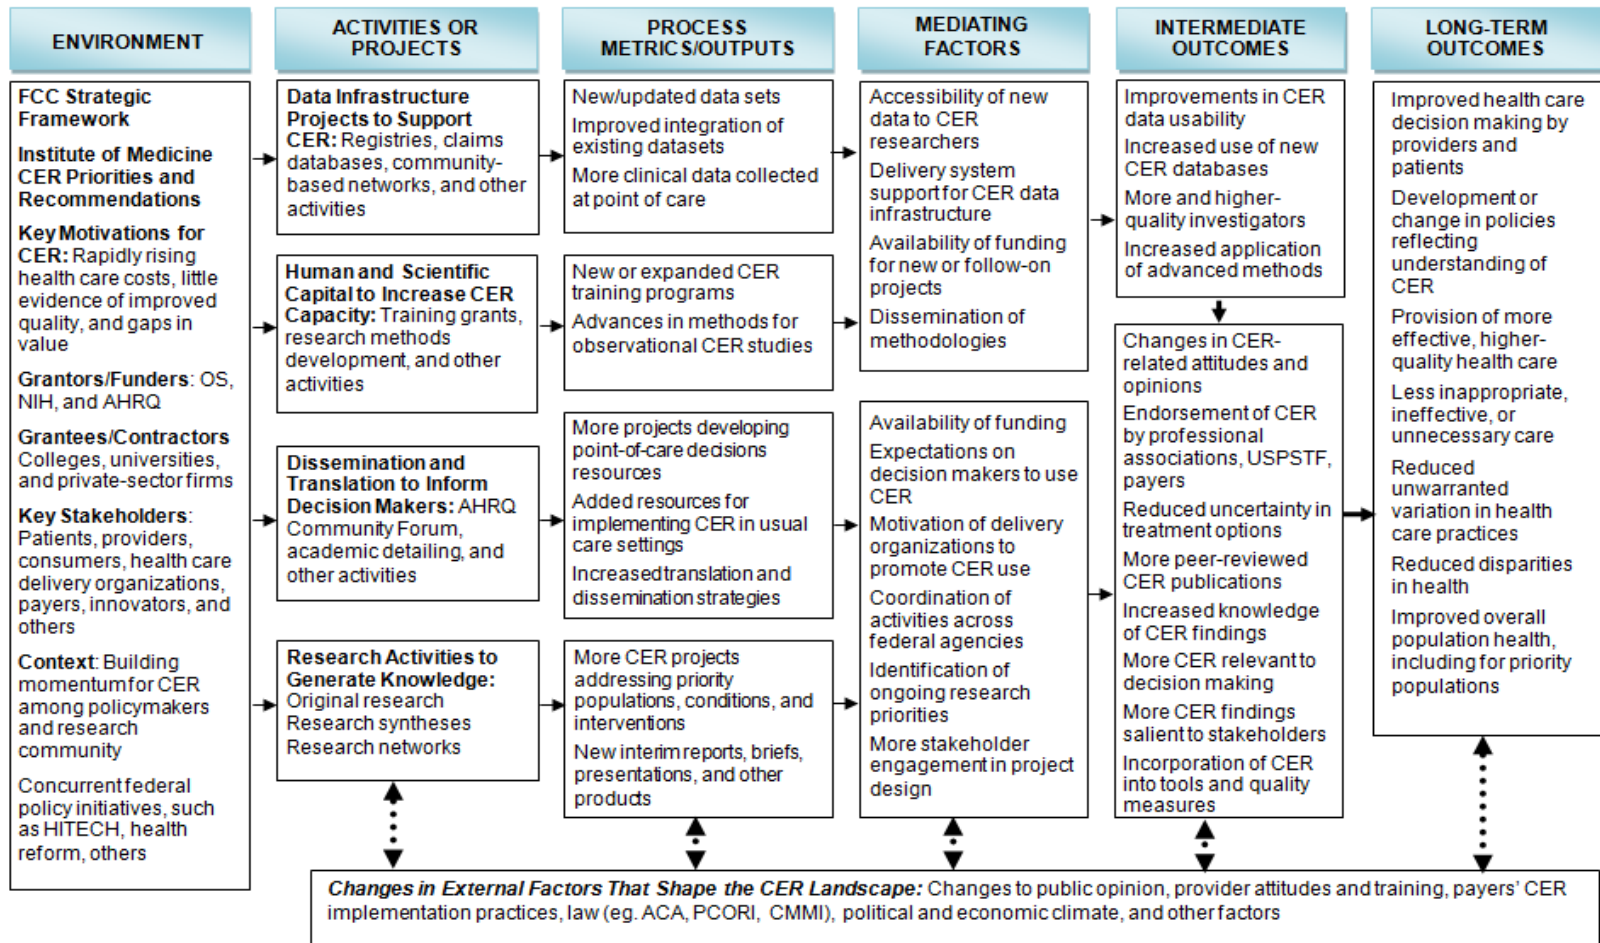 ENVIRONMENT
FCC Strategic
Framework
Institute of Medicine
CER Priorities and
Recommendations
Key Motivations for
CER: Rapidly rising
health care costs, little
evidence of improved
quality, and gaps in
value
Grantors/Funders: OS,
NIH, and AHRQ
Grantees/Contractors
Colleges, universities,
and private-sector firms
Key Stakeholders:
Patients, providers,
consumers, health care
delivery organizations,
payers, innovators, and
others
Context: Building
momentum for CER
among policymakers
and research
community
Concurrent federal
policy initiatives, such
as HITECH, health
reform, others
ACTIVITIES OR
PROJECTS
Data Infrastructure
Projects to Support
CER: Registries, claims
databases, community-
based networks, and other
activities
Human and Scientific
Capital to Increase CER
Capacity: Training grants,
research methods
development, and other
activities
Dissemination and
Translation to Inform
Decision Makers: AHRQ
Community Forum,
academic detailing, and
other activities
Research Activities to
Generate Knowledge:
Original research
Research syntheses
Research networks
PROCESS
METRICS/OUTPUTS
New/updated data sets
Improved integration of
existing datasets
More clinical data collected
at point of care
New or expanded CER
training programs
Advances in methods for
observational CER studies
More projects developing
point-of-care decisions
resources
Added resources for
implementing CER in usual
care settings
Increased translation and
dissemination strategies
More CER projects
addressing priority
populations, conditions, and
interventions
New interim reports, briefs,
presentations, and other
products
MEDIATING
FACTORS
Accessibility of new
data to CER
researchers
Delivery system
support for CER data
infrastructure
Availability of funding
for new or follow-on
projects
Dissemination of
methodologies
Availability of funding
Expectations on
decision makers to use
CER
Motivation of delivery
organizations to
promote CER use
Coordination of
activities across
federal agencies
Identification of
ongoing research
priorities
More stakeholder
engagement in project
design
INTERMEDIATE
OUTCOMES
Improvements in CER
data usability
Increased use of new
CER databases
More and higher-
quality investigators
Increased application
of advanced methods
Changes in CER-
related attitudes and
opinions
Endorsement of CER
by professional
associations, USPSTF,
payers
Reduced uncertainty in
treatment options
More peer-reviewed
CER publications
Increased knowledge
of CER findings
More CER relevant to
decision making
More CER findings
salient to stakeholders
Incorporation of CER
into tools and quality
measures
LONG-TERM
OUTCOMES
Improved health care
decision making by
providers and
patients
Development or
change in policies
reflecting
understanding of
CER
Provision of more
effective, higher-
quality health care
Less inappropriate,
ineffective, or
unnecessary care
Reduced
unwarranted
variation in health
care practices
Reduced disparities
in health
Improved overall
population health,
including for priority
populations
Changes in External Factors That Shape the CER Landscape: Changes to public opinion, provider attitudes and training, payers' CER
implementation practices, law (eg. ACA, PCORI, CMMI), political and economic climate, and other factors